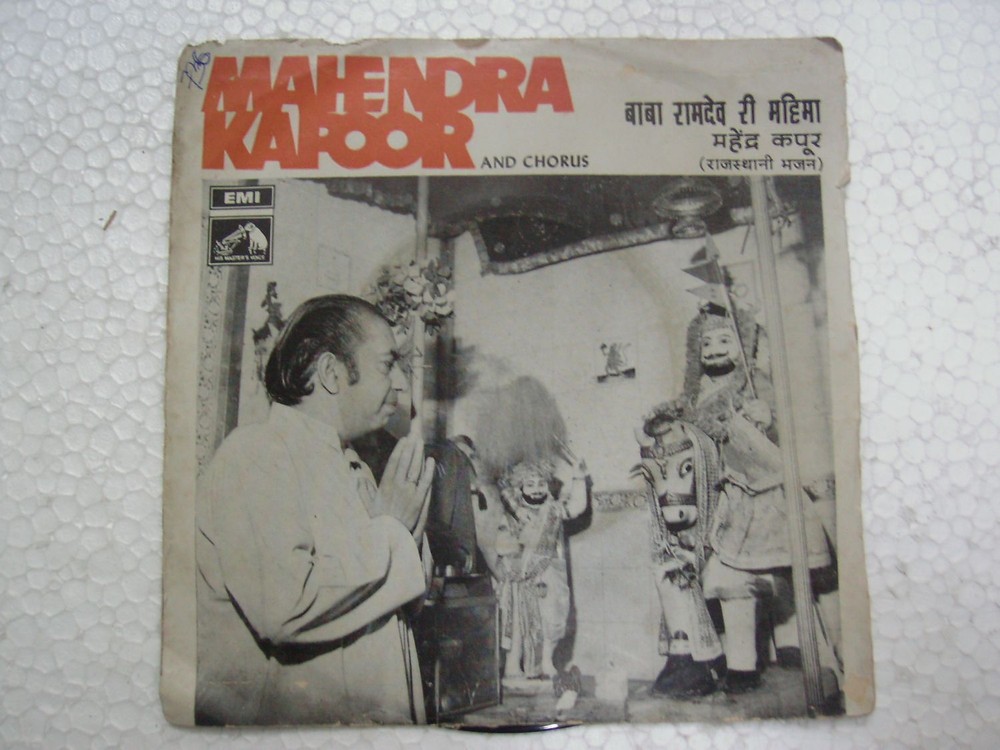 MAHENDRA
KAPOOR AND CHORUS
बाबा रामदेव री महिमा
महेंद्र कपूर
(राजस्थानी भजन)
EMI
HIS MASTER'S VOICE